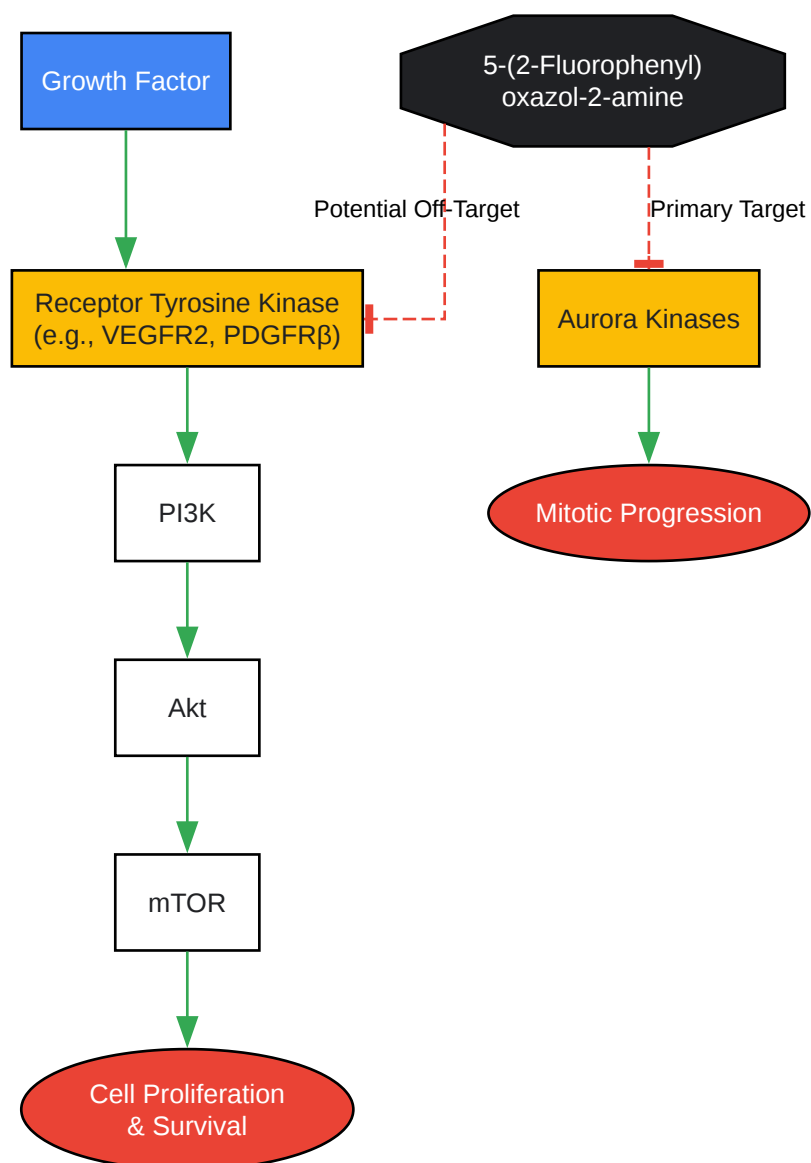 Growth Factor
5-(2-Fluorophenyl)
oxazol-2-amine
Potential Off-Target
Primary Target
Receptor Tyrosine Kinase
(e.g., VEGFR2, PDGFRβ)
Aurora Kinases
PI3K
Mitotic Progression
Akt
mTOR
Cell Proliferation
& Survival